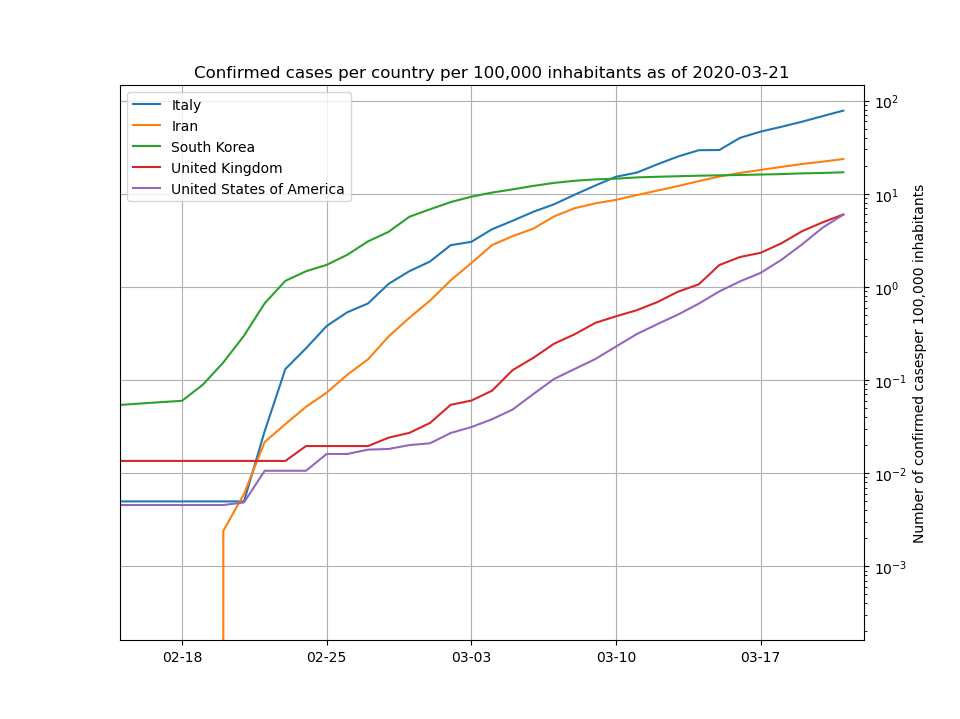 Confirmed cases per country per 100,000 inhabitants as of 2020-03-21
Italy
Iran
South Korea
United Kingdom
United States of America
10²
10¹
10⁰
10⁻¹
10⁻²
10⁻³
Number of confirmed casesper 100,000 inhabitants
02-18
02-25
03-03
03-10
03-17